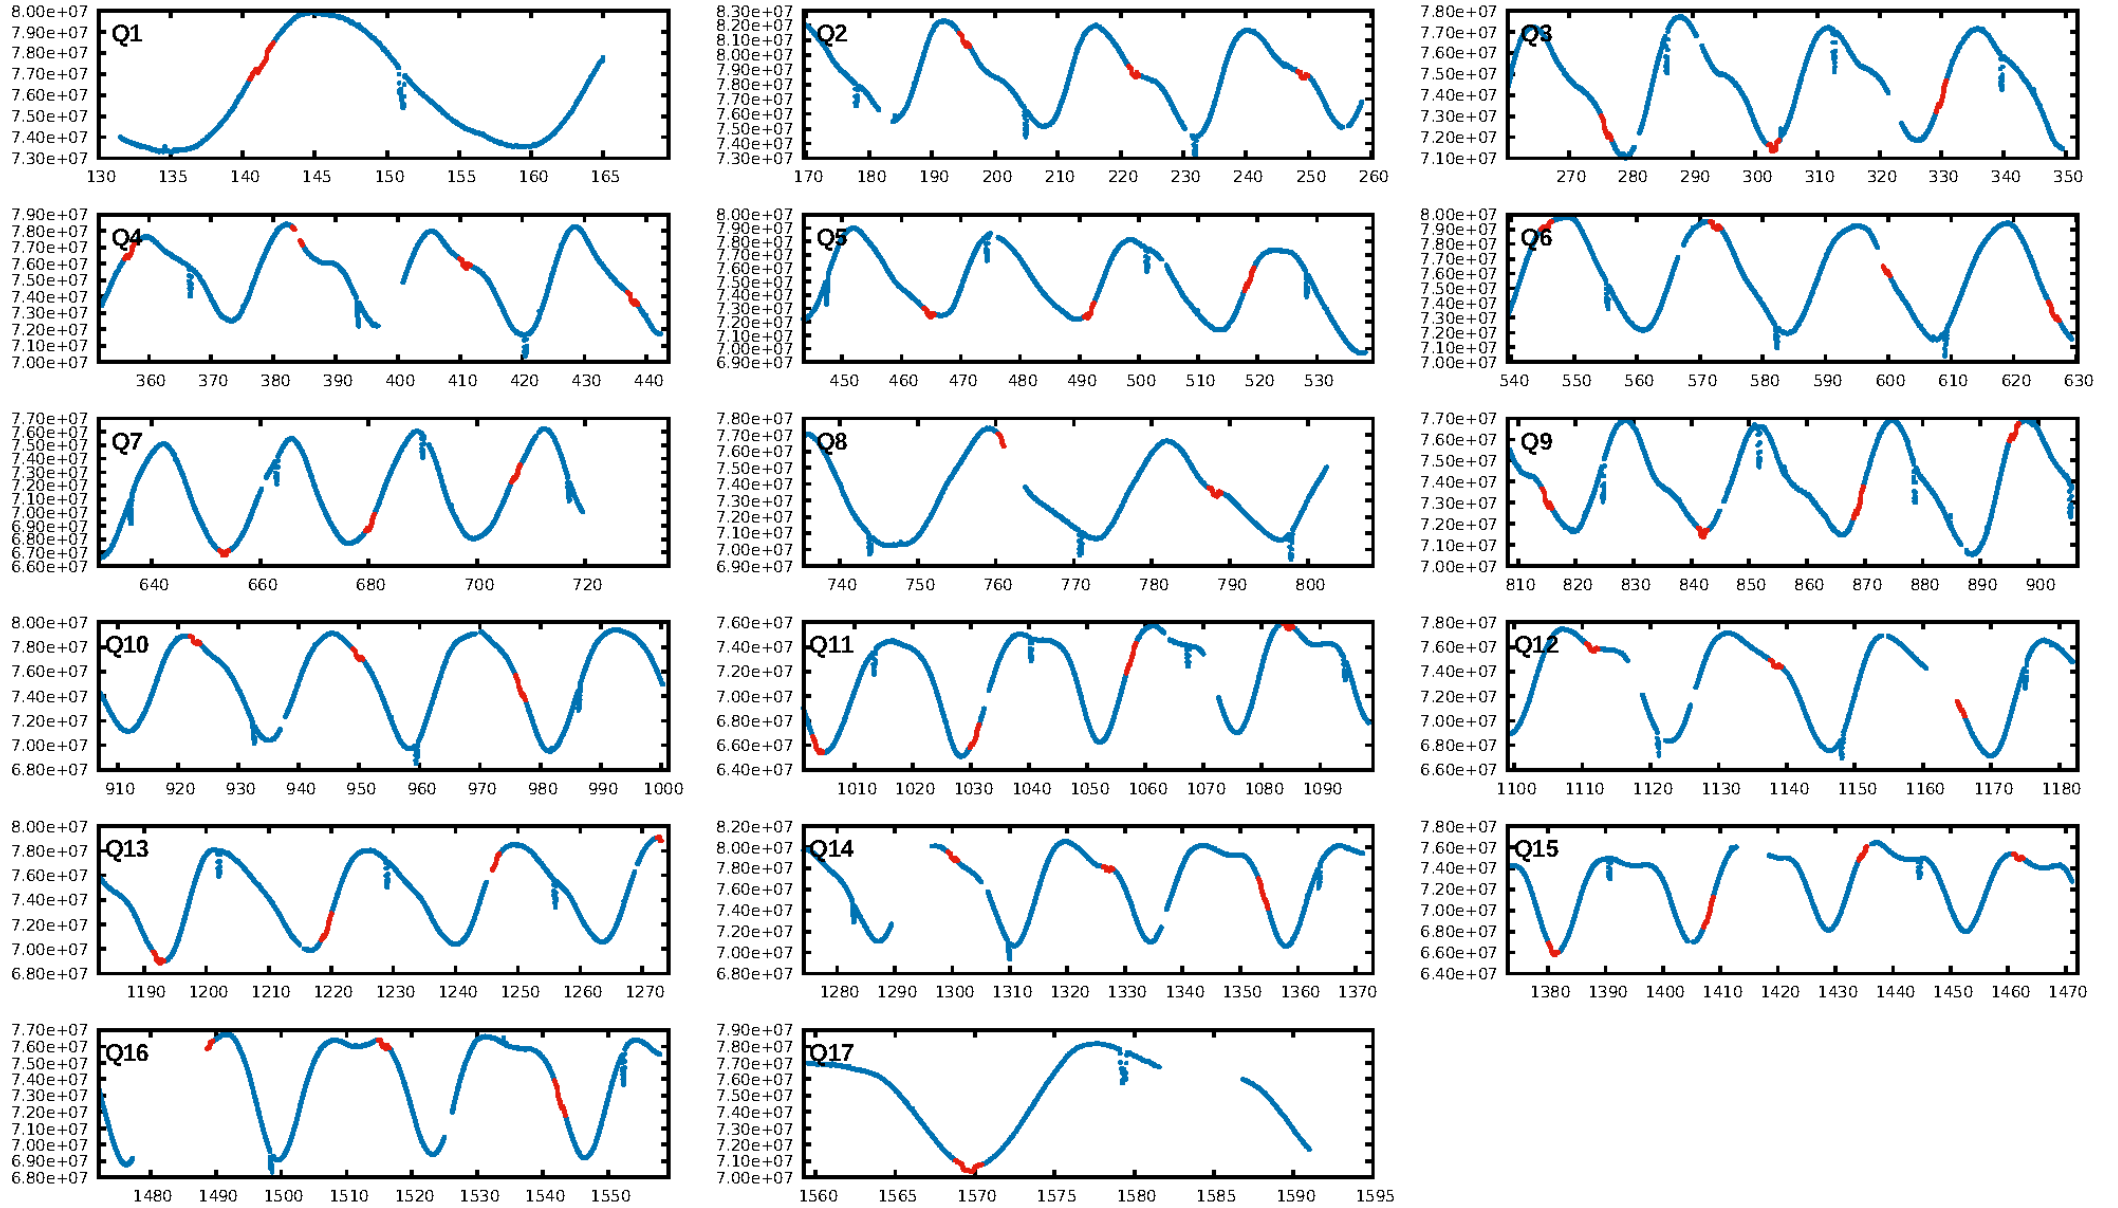 8.00e+07
7.90e+07
7.80e+07
7.70e+07
7.60e+07
7.50e+07
7.40e+07
7.30e+07
Q1
130 135 140 145 150 155 160 165
8.30e+07
8.20e+07
8.10e+07
8.00e+07
7.90e+07
7.80e+07
7.70e+07
7.60e+07
7.50e+07
7.40e+07
7.30e+07
Q2
170 180 190 200 210 220 230 240 250 260
7.80e+07
7.70e+07
7.60e+07
7.50e+07
7.40e+07
7.30e+07
7.20e+07
7.10e+07
Q3
270 280 290 300 310 320 330 340 350
7.90e+07
7.80e+07
7.70e+07
7.60e+07
7.50e+07
7.40e+07
7.30e+07
7.20e+07
7.10e+07
7.00e+07
Q4
360 370 380 390 400 410 420 430 440
8.00e+07
7.90e+07
7.80e+07
7.70e+07
7.60e+07
7.50e+07
7.40e+07
7.30e+07
7.20e+07
7.10e+07
7.00e+07
6.90e+07
Q5
450 460 470 480 490 500 510 520 530
8.00e+07
7.90e+07
7.80e+07
7.70e+07
7.60e+07
7.50e+07
7.40e+07
7.30e+07
7.20e+07
7.10e+07
7.00e+07
Q6
540 550 560 570 580 590 600 610 620 630
7.70e+07
7.60e+07
7.50e+07
7.40e+07
7.30e+07
7.20e+07
7.10e+07
7.00e+07
6.90e+07
6.80e+07
6.70e+07
6.60e+07
Q7
640 660 680 700 720
7.80e+07
7.70e+07
7.60e+07
7.50e+07
7.40e+07
7.30e+07
7.20e+07
7.10e+07
7.00e+07
6.90e+07
Q8
740 750 760 770 780 790 800
7.70e+07
7.60e+07
7.50e+07
7.40e+07
7.30e+07
7.20e+07
7.10e+07
7.00e+07
Q9
810 820 830 840 850 860 870 880 890 900
8.00e+07
7.80e+07
7.60e+07
7.40e+07
7.20e+07
7.00e+07
6.80e+07
Q10
910 920 930 940 950 960 970 980 990 1000
7.60e+07
7.40e+07
7.20e+07
7.00e+07
6.80e+07
6.60e+07
6.40e+07
Q11
1010 1020 1030 1040 1050 1060 1070 1080 1090
7.80e+07
7.60e+07
7.40e+07
7.20e+07
7.00e+07
6.80e+07
6.60e+07
Q12
1100 1110 1120 1130 1140 1150 1160 1170 1180
8.00e+07
7.80e+07
7.60e+07
7.40e+07
7.20e+07
7.00e+07
6.80e+07
Q13
1190 1200 1210 1220 1230 1240 1250 1260 1270
8.20e+07
8.00e+07
7.80e+07
7.60e+07
7.40e+07
7.20e+07
7.00e+07
6.80e+07
Q14
1280 1290 1300 1310 1320 1330 1340 1350 1360 1370
7.80e+07
7.60e+07
7.40e+07
7.20e+07
7.00e+07
6.80e+07
6.60e+07
6.40e+07
Q15
1380 1390 1400 1410 1420 1430 1440 1450 1460 1470
7.70e+07
7.60e+07
7.50e+07
7.40e+07
7.30e+07
7.20e+07
7.10e+07
7.00e+07
6.90e+07
6.80e+07
Q16
1480 1490 1500 1510 1520 1530 1540 1550
7.90e+07
7.80e+07
7.70e+07
7.60e+07
7.50e+07
7.40e+07
7.30e+07
7.20e+07
7.10e+07
7.00e+07
Q17
1560 1565 1570 1575 1580 1585 1590 1595